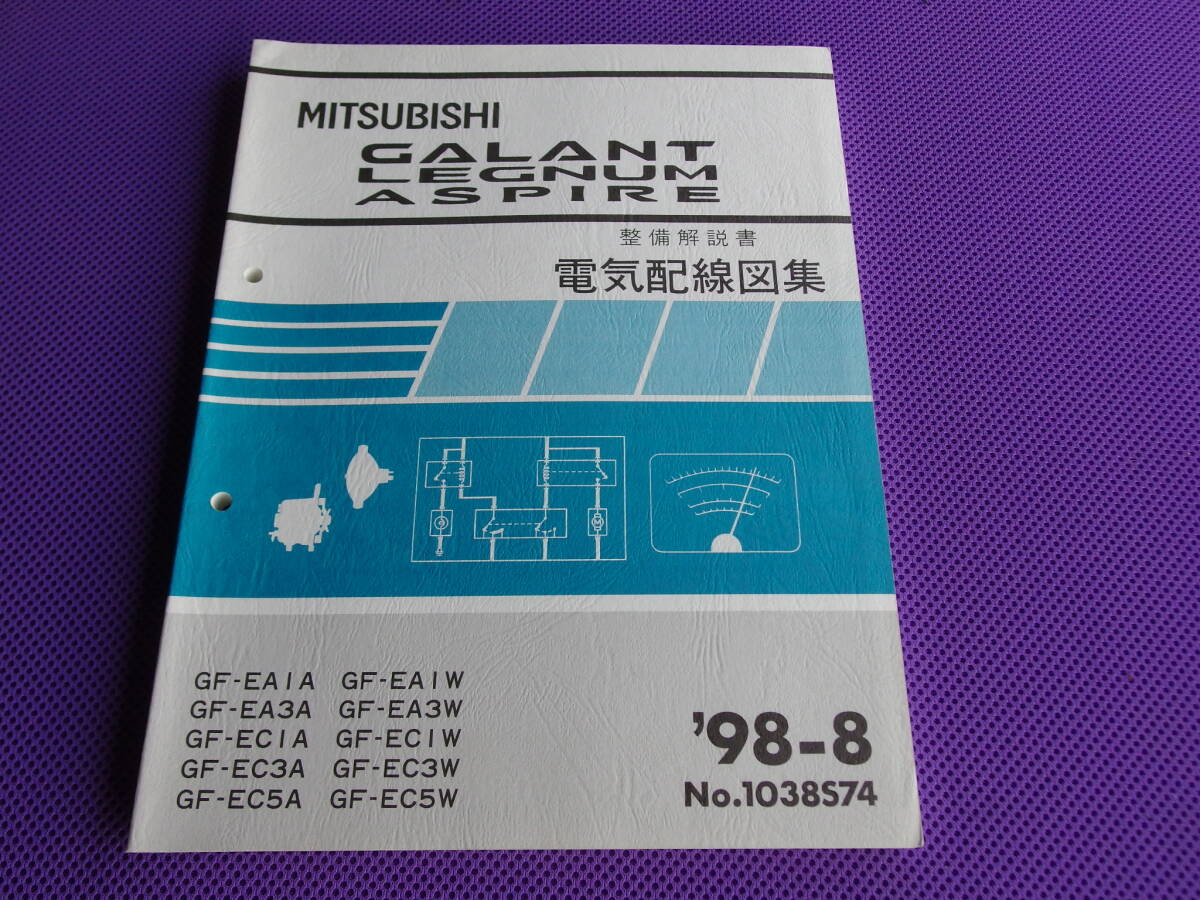 MITSUBISHI
GALANT
LEGNUM
ASPIRE
整備解説書
電気配線図集
GF-EA1A GF-EA1W
GF-EA3A GF-EA3W
GF-EC1A GF-EC1W
GF-EC3A GF-EC3W
GF-EC5A GF-EC5W
'98-8
No.1038S74